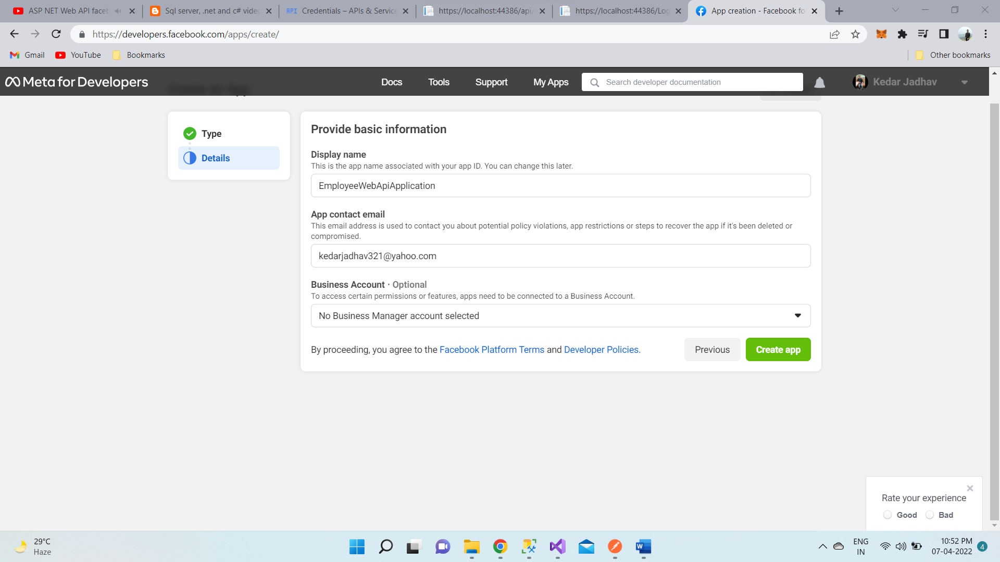 ASP NET Web API faceb
Sql server, .net and c# video
API Credentials – APIs & Service
https://localhost:44386/api/
https://localhost:44386/Log
App creation - Facebook fo
https://developers.facebook.com/apps/create/
Gmail
YouTube
Bookmarks
Other bookmarks
Meta for Developers
Create an App
Docs
Tools
Support
My Apps
Search developer documentation
Kedar Jadhav
Type
Details
Provide basic information
Display name
This is the app name associated with your app ID. You can change this later.
EmployeeWebApiApplication
App contact email
This email address is used to contact you about potential policy violations, app restrictions or steps to recover the app if it's been deleted or
compromised.
kedarjadhav321@yahoo.com
Business Account · Optional
To access certain permissions or features, apps need to be connected to a Business Account.
No Business Manager account selected
By proceeding, you agree to the Facebook Platform Terms and Developer Policies.
Previous
Create app
Rate your experience
Good
Bad
29°C
Haze
W
ENG
IN
10:52 PM
07-04-2022
4